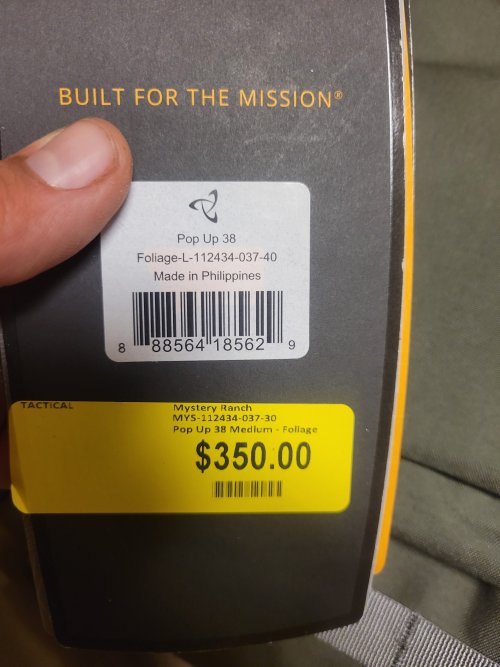 BUILT FOR THE MISSION®
Pop Up 38
Foliage-L-112434-037-40
Made in Philippines
8 88564 18562 9
TACTICAL
Mystery Ranch
MYS-112434-037-30
Pop Up 38 Medium - Foliage
$350.00